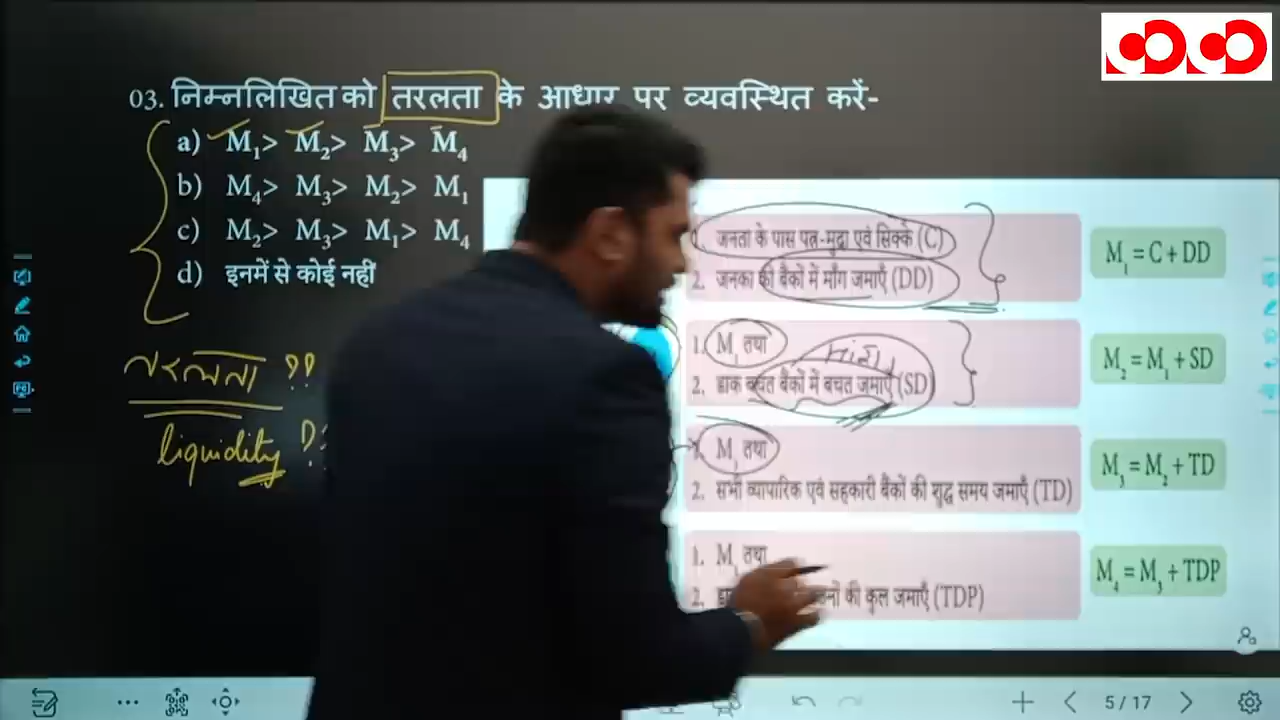 03. निम्नलिखित को तरलता के आधार पर व्यवस्थित करें-
a) M₁> M₂> M₃> M₄
b) M₄> M₃> M₂> M₁
c) M₂> M₃> M₁> M₄
d) इनमें से कोई नहीं
तरलता ??
liquidity ??
1. जनता के पास पत्र-मुद्रा एवं सिक्के (C)
2. जनका की बैंकों में माँग जमाएँ (DD)
M₁ = C + DD
1. M₁ तथा
2. डाक बचत बैंकों में बचत जमाएँ (SD)
M₂ = M₁ + SD
M₁ तथा
2. सभी व्यापारिक एवं सहकारी बैंकों की शुद्ध समय जमाएँ (TD)
M₃ = M₂ + TD
1. M₁ तथा
2. की कुल जमाएँ (TDP)
M₄ = M₃ + TDP
5 / 17